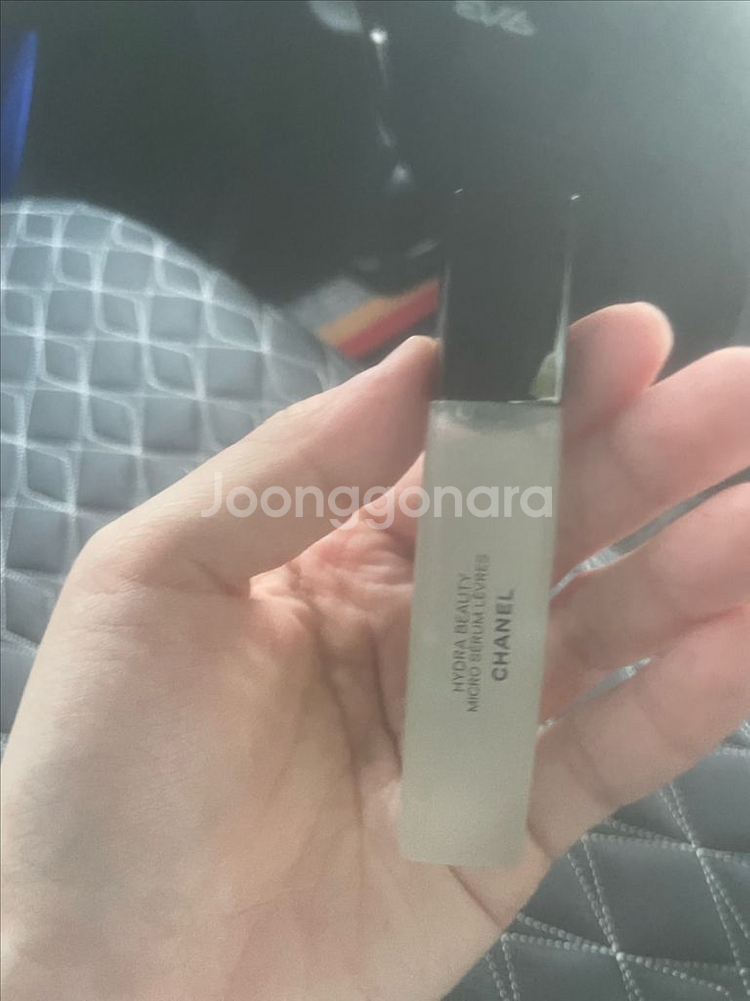 Joonggonara
HYDRA BEAUTY
MICRO SÉRUM LÈVRES
CHANEL